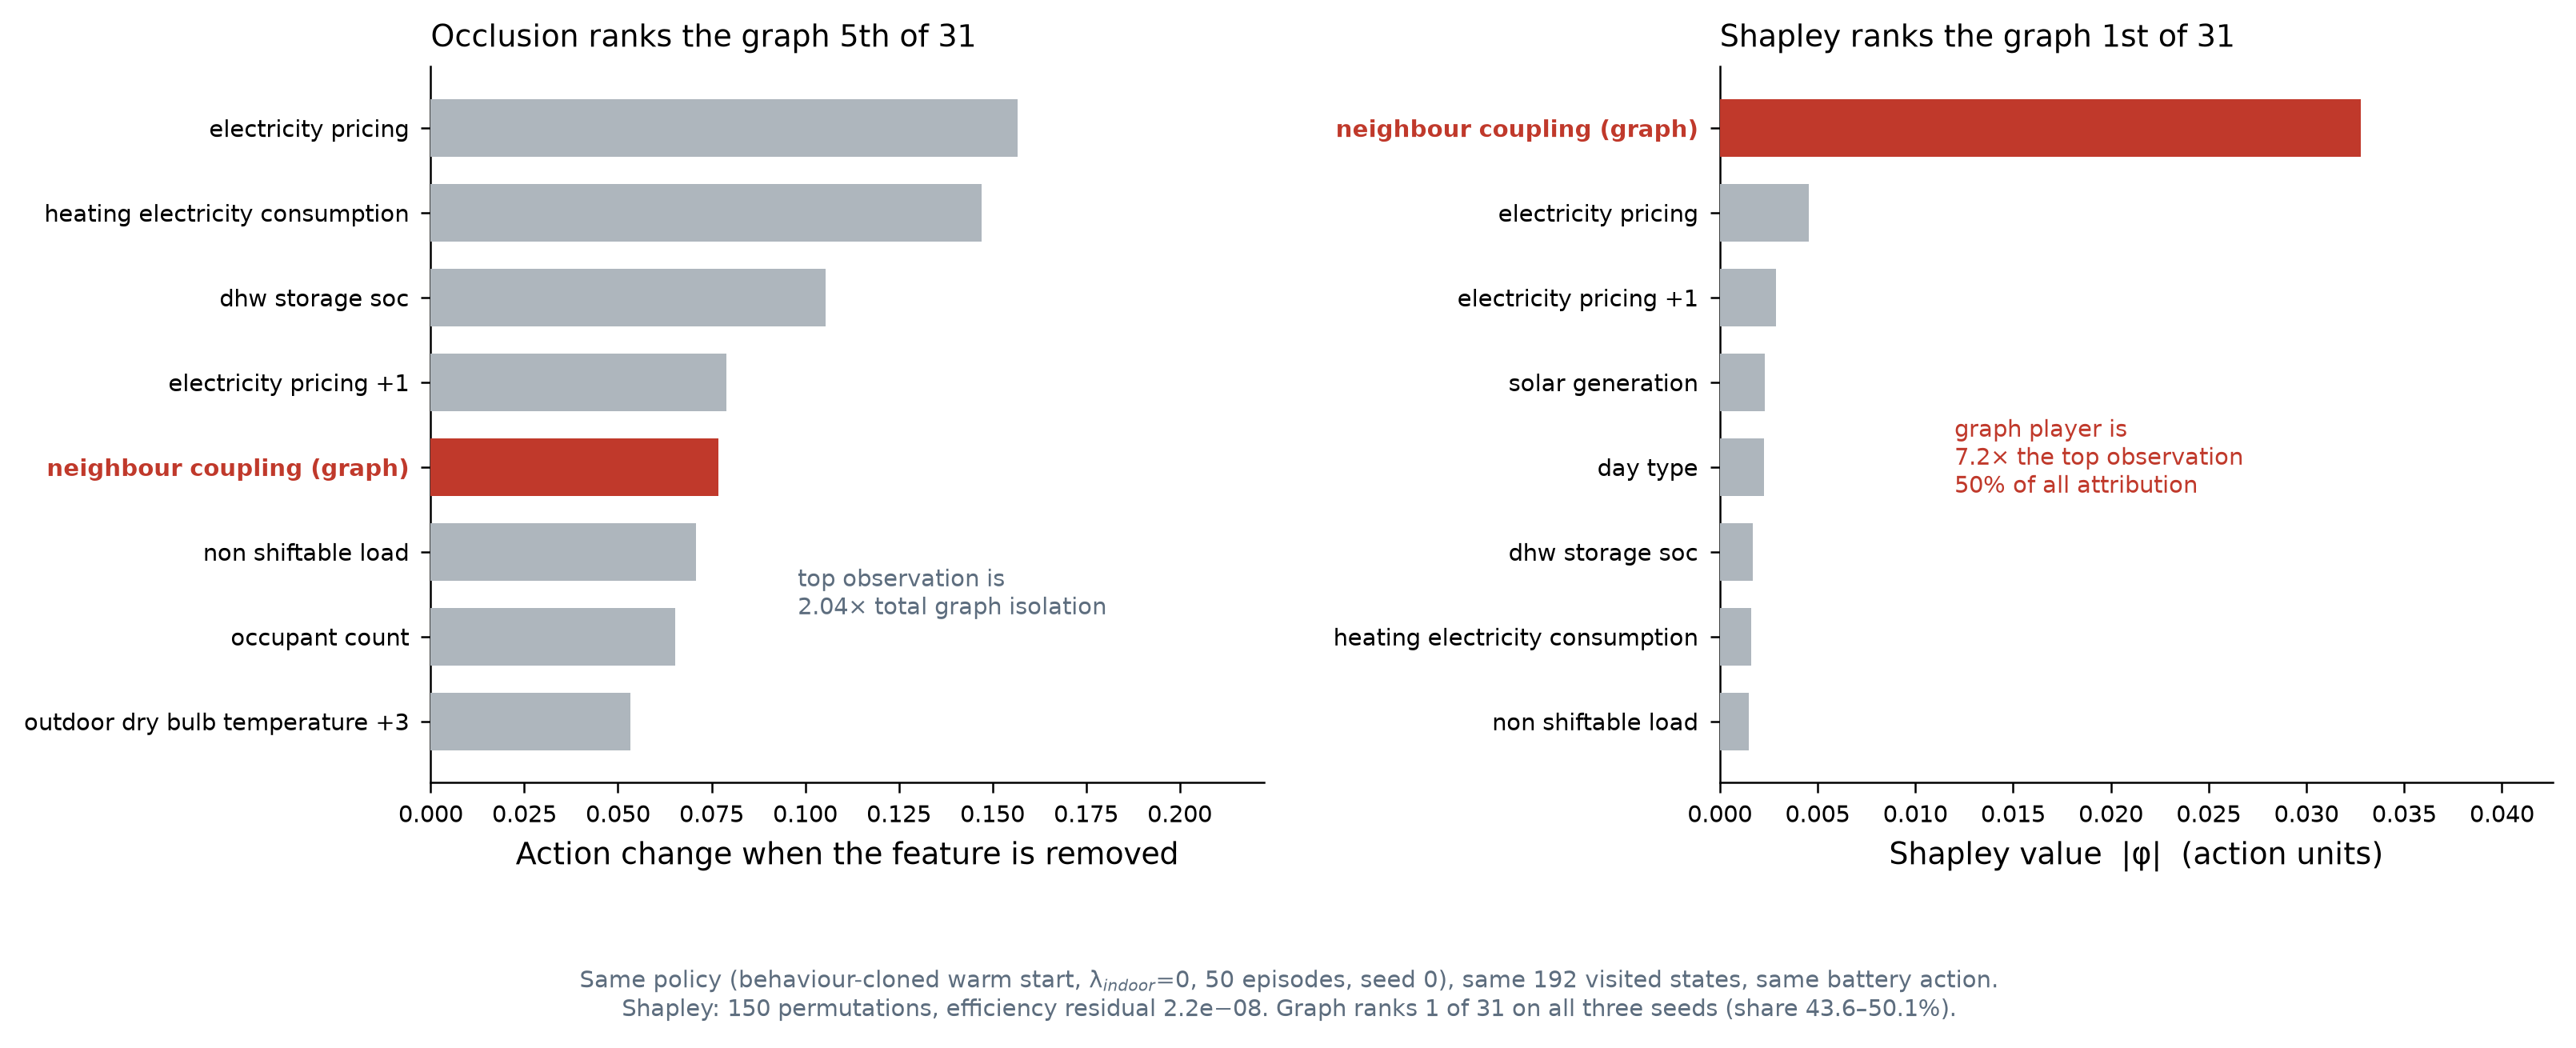 Occlusion ranks the graph 5th of 31
electricity pricing
heating electricity consumption
dhw storage soc
electricity pricing +1
neighbour coupling (graph)
non shiftable load
occupant count
outdoor dry bulb temperature +3
top observation is
2.04× total graph isolation
0.000 0.025 0.050 0.075 0.100 0.125 0.150 0.175 0.200
Action change when the feature is removed
Shapley ranks the graph 1st of 31
neighbour coupling (graph)
electricity pricing
electricity pricing +1
solar generation
day type
dhw storage soc
heating electricity consumption
non shiftable load
graph player is
7.2× the top observation
50% of all attribution
0.000 0.005 0.010 0.015 0.020 0.025 0.030 0.035 0.040
Shapley value |φ| (action units)
Same policy (behaviour-cloned warm start, λindoor=0, 50 episodes, seed 0), same 192 visited states, same battery action.
Shapley: 150 permutations, efficiency residual 2.2e−08. Graph ranks 1 of 31 on all three seeds (share 43.6–50.1%).